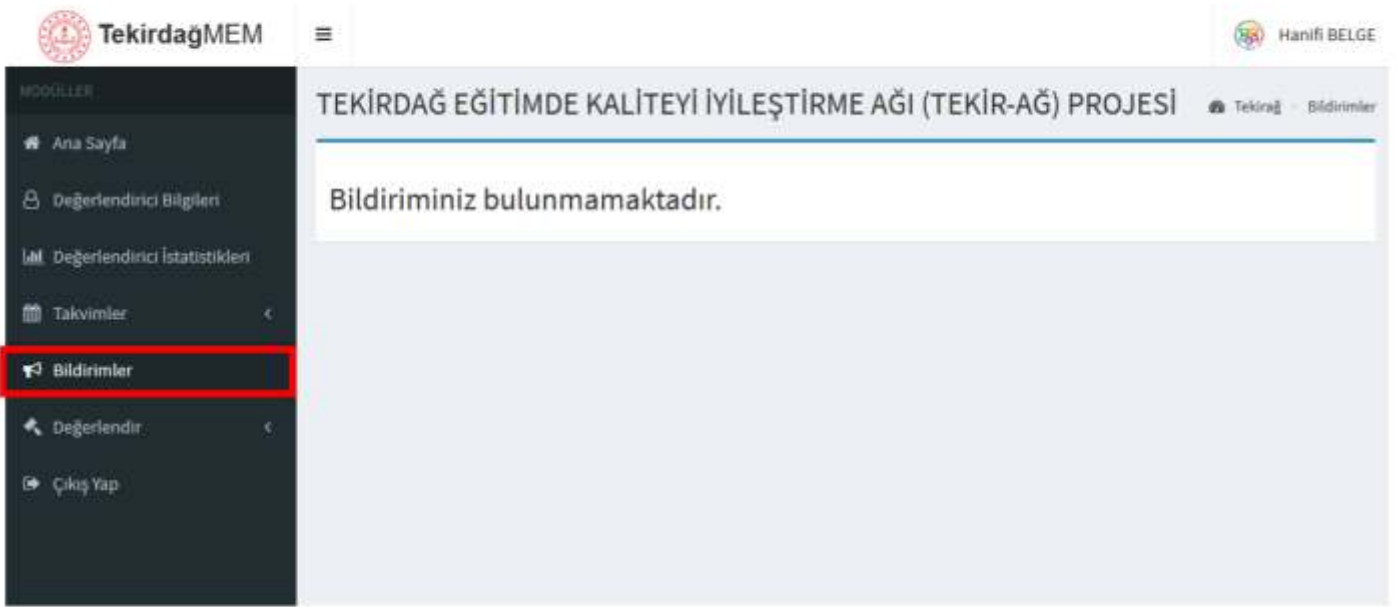 TekirdağMEM
Hanifi BELGE
MODÜLLER
Ana Sayfa
Değerlendirici Bilgileri
Değerlendirici İstatistikleri
Takvimler
Bildirimler
Değerlendir
Çıkış Yap
TEKİRDAĞ EĞİTİMDE KALİTEYİ İYİLEŞTİRME AĞI (TEKİR-AĞ) PROJESİ
Tekirağ > Bildirimler
Bildiriminiz bulunmamaktadır.